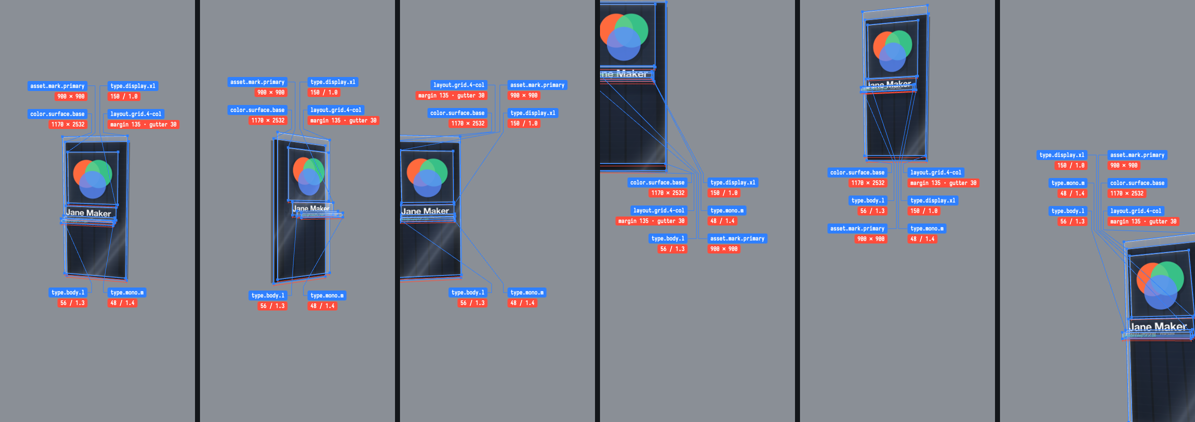 asset.mark.primary
900 × 900
type.display.xl
150 / 1.0
color.surface.base
1170 × 2532
layout.grid.4-col
margin 135 · gutter 30
Jane Maker
type.body.l
56 / 1.3
type.mono.m
48 / 1.4
asset.mark.primary
900 × 900
type.display.xl
150 / 1.0
color.surface.base
1170 × 2532
layout.grid.4-col
margin 135 · gutter 30
Jane Maker
type.body.l
56 / 1.3
type.mono.m
48 / 1.4
layout.grid.4-col
margin 135 · gutter 30
asset.mark.primary
900 × 900
color.surface.base
1170 × 2532
type.display.xl
150 / 1.0
Jane Maker
type.body.l
56 / 1.3
type.mono.m
48 / 1.4
ne Maker
color.surface.base
1170 × 2532
type.display.xl
150 / 1.0
layout.grid.4-col
margin 135 · gutter 30
type.mono.m
48 / 1.4
type.body.l
56 / 1.3
asset.mark.primary
900 × 900
Jane Maker
color.surface.base
1170 × 2532
layout.grid.4-col
margin 135 · gutter 30
type.body.l
56 / 1.3
type.display.xl
150 / 1.0
asset.mark.primary
900 × 900
type.mono.m
48 / 1.4
type.display.xl
150 / 1.0
asset.mark.primary
900 × 900
type.mono.m
48 / 1.4
color.surface.base
1170 × 2532
type.body.l
56 / 1.3
layout.grid.4-col
margin 135 · gutter 30
Jane Maker